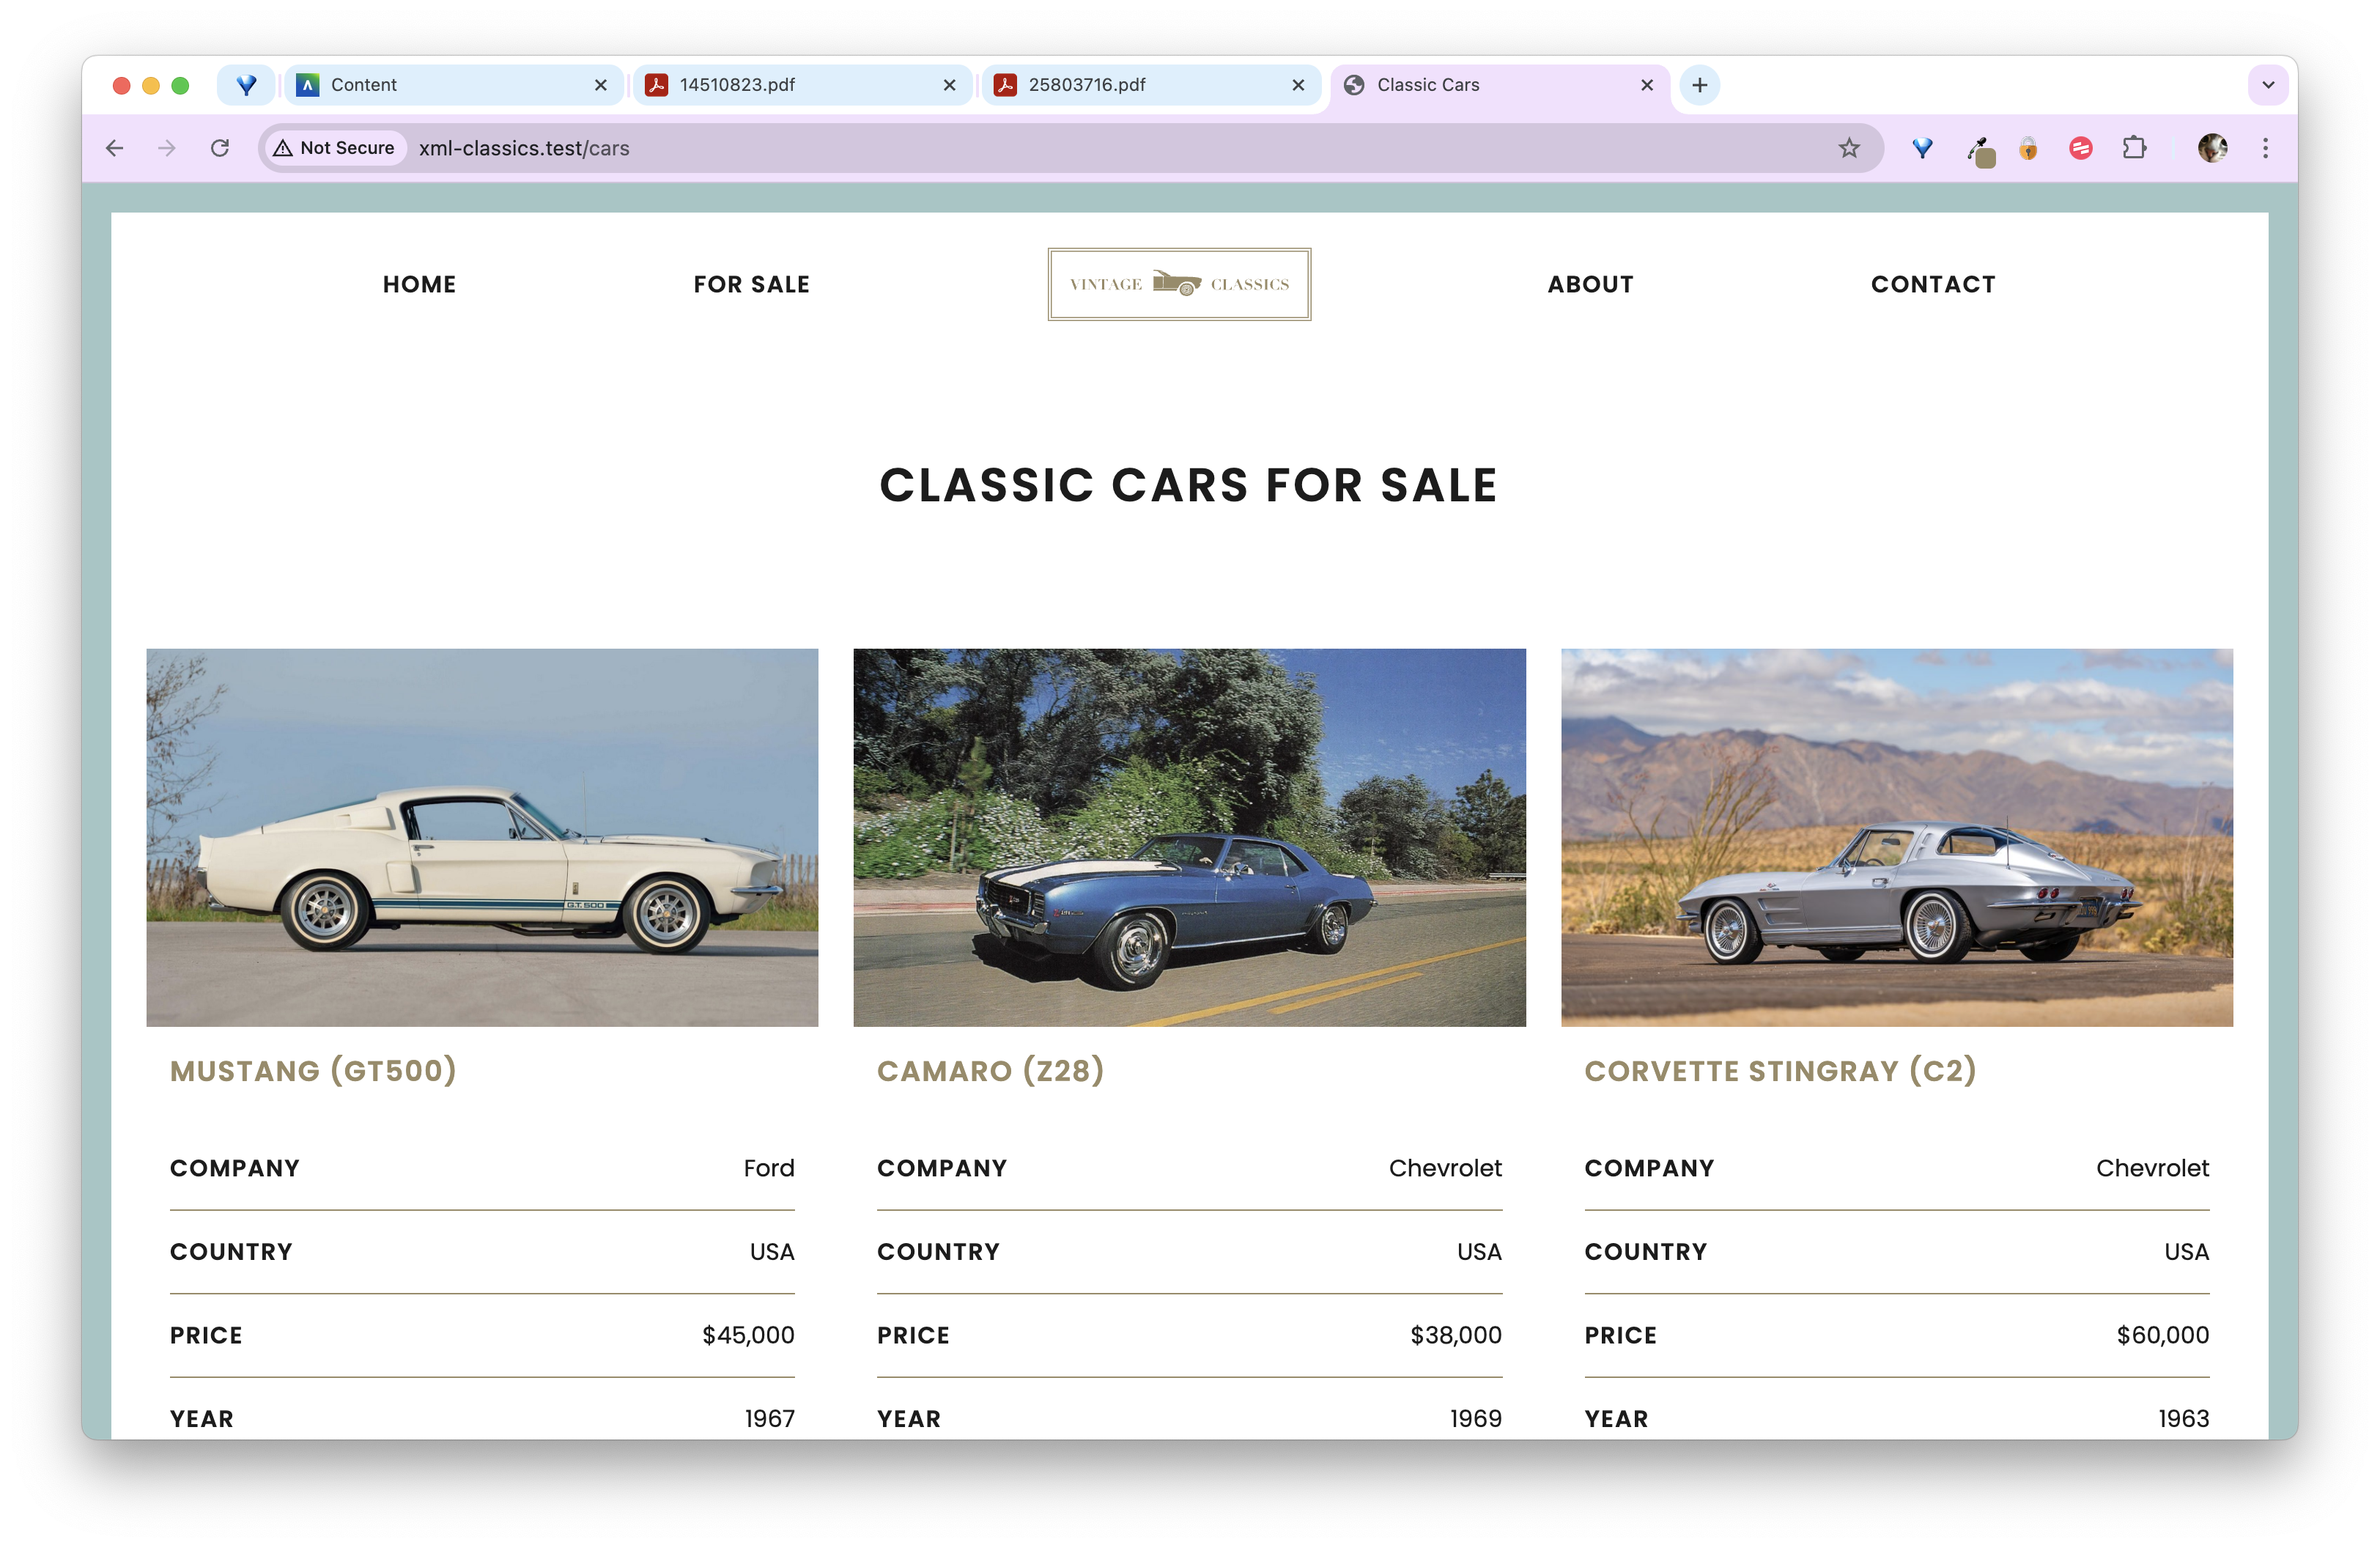 Content
14510823.pdf
25803716.pdf
Classic Cars
Not Secure
xml-classics.test/cars
HOME
FOR SALE
VINTAGE CLASSICS
ABOUT
CONTACT
CLASSIC CARS FOR SALE
G.T. 500
MUSTANG (GT500)
COMPANY Ford
COUNTRY USA
PRICE $45,000
YEAR 1967
CAMARO (Z28)
COMPANY Chevrolet
COUNTRY USA
PRICE $38,000
YEAR 1969
CORVETTE STINGRAY (C2)
COMPANY Chevrolet
COUNTRY USA
PRICE $60,000
YEAR 1963